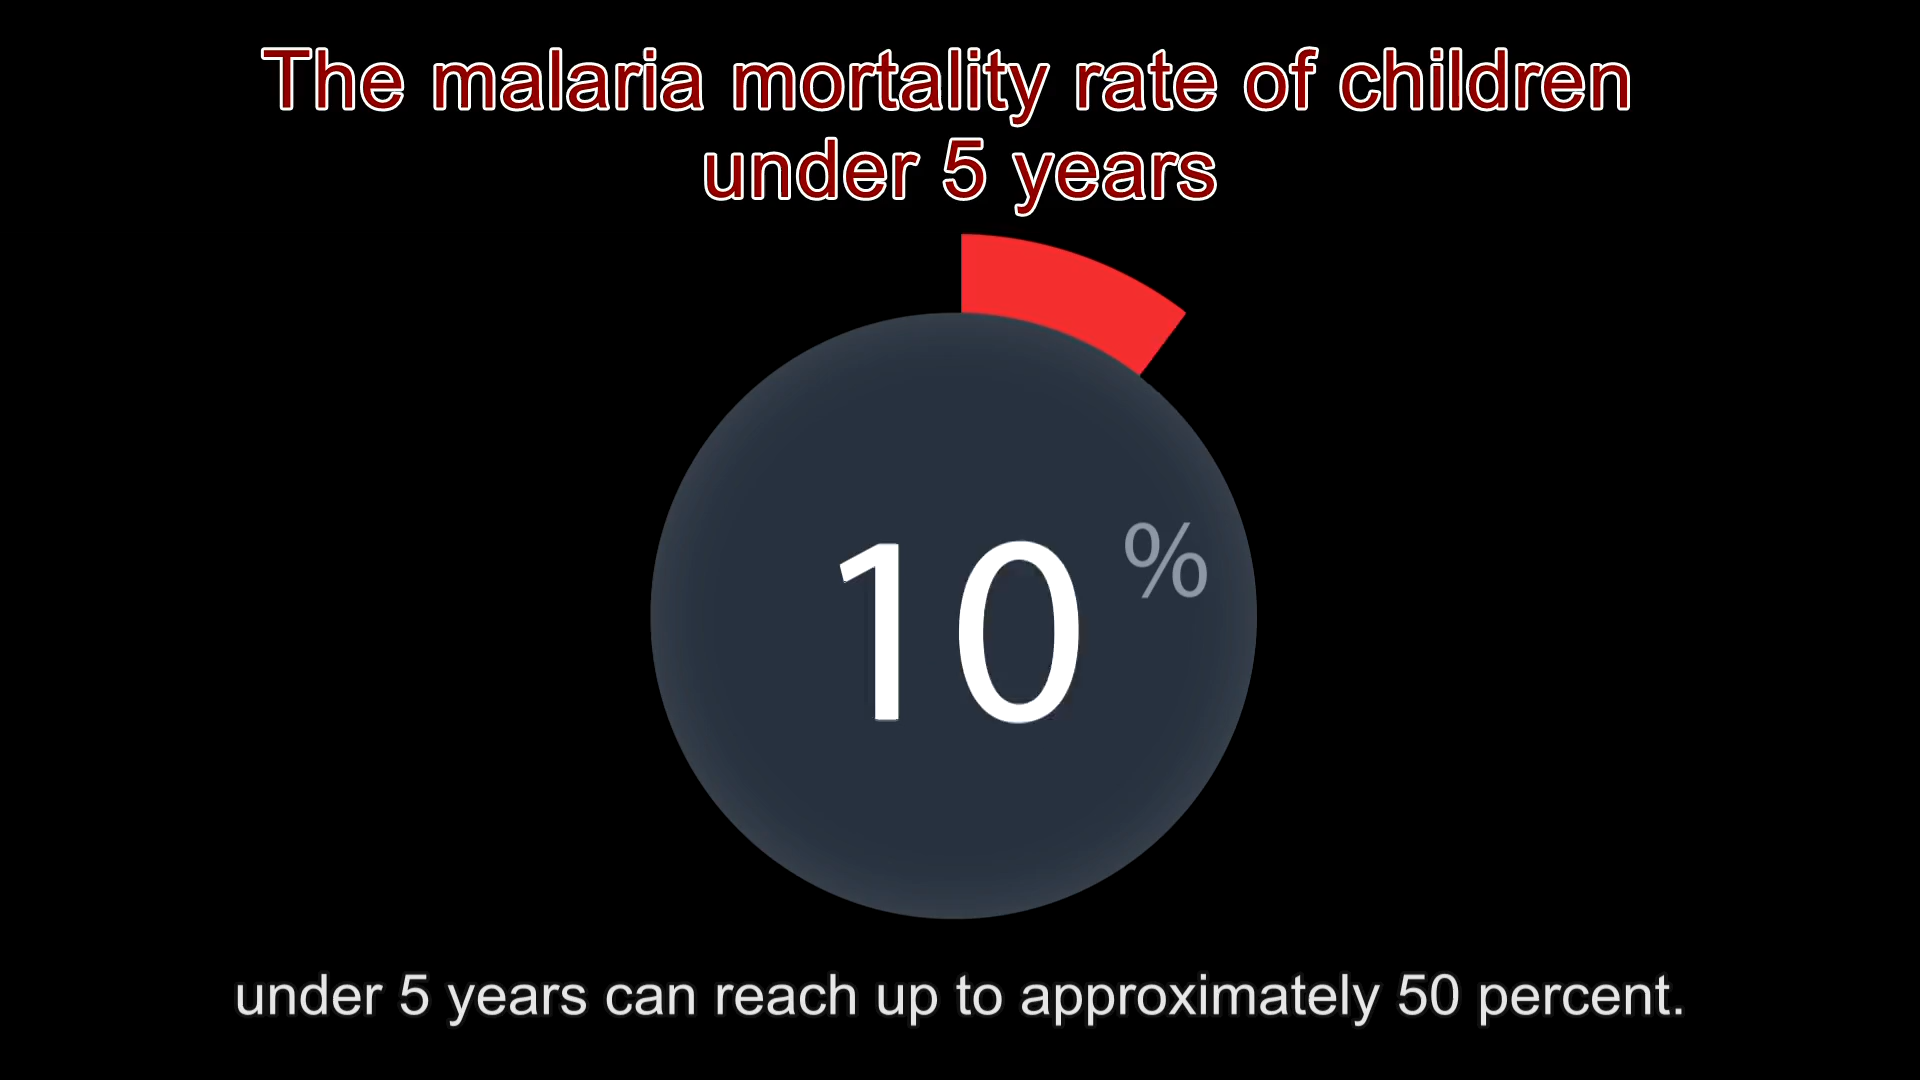 The malaria mortality rate of children
under 5 years
10 %
under 5 years can reach up to approximately 50 percent.